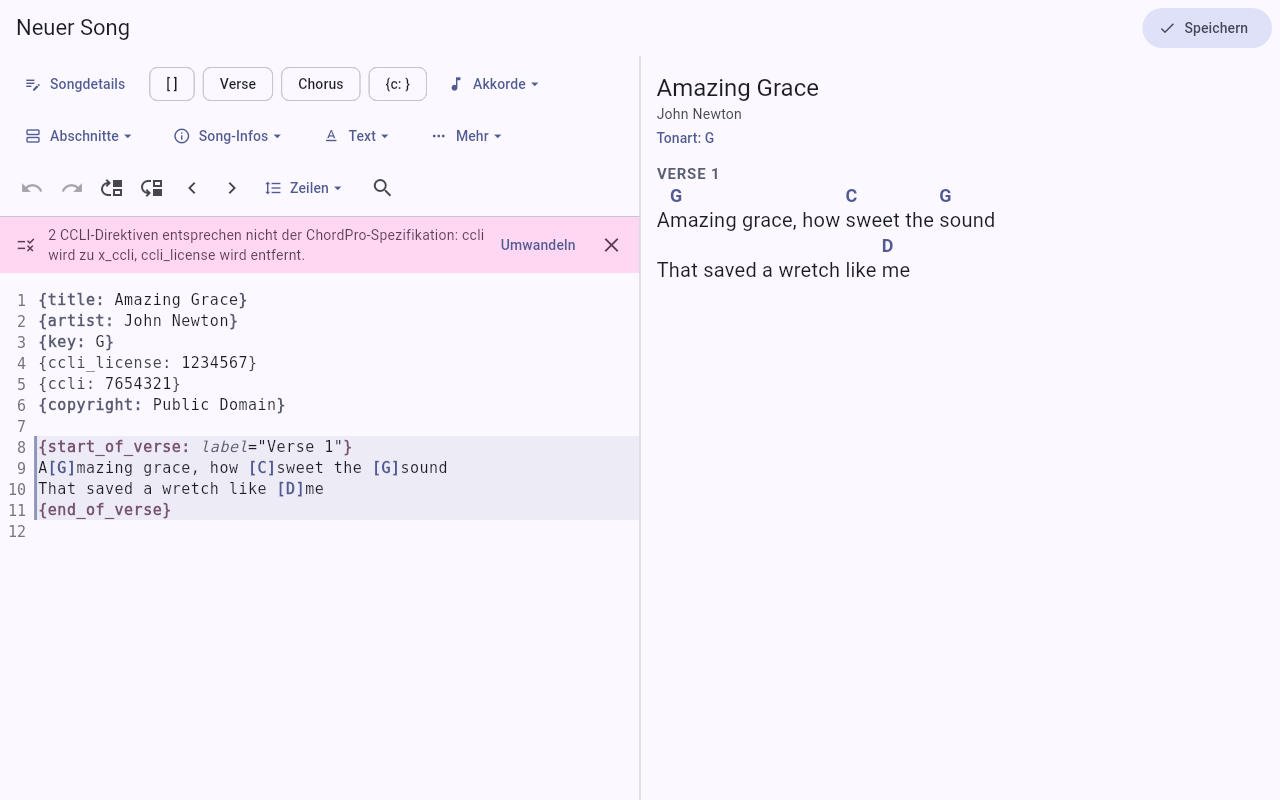 Neuer Song
Speichern
Songdetails [ ] Verse Chorus {c: } Akkorde
Abschnitte Song-Infos Text Mehr
Zeilen
2 CCLI-Direktiven entsprechen nicht der ChordPro-Spezifikation: ccli
wird zu x_ccli, ccli_license wird entfernt.
Umwandeln
1 {title: Amazing Grace}
2 {artist: John Newton}
3 {key: G}
4 {ccli_license: 1234567}
5 {ccli: 7654321}
6 {copyright: Public Domain}
7
8 {start_of_verse: label="Verse 1"}
9 A[G]mazing grace, how [C]sweet the [G]sound
10 That saved a wretch like [D]me
11 {end_of_verse}
12
Amazing Grace
John Newton
Tonart: G
VERSE 1
G C G
Amazing grace, how sweet the sound
D
That saved a wretch like me